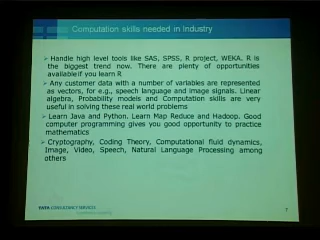 Computation skills needed in Industry
➢ Handle high level tools like SAS, SPSS, R project, WEKA. R is
the biggest trend now. There are plenty of opportunities
available if you learn R
➢ Any customer data with a number of variables are represented
as vectors, for e.g., speech language and image signals. Linear
algebra, Probability models and Computation skills are very
useful in solving these real world problems
➢ Learn Java and Python. Learn Map Reduce and Hadoop. Good
computer programming gives you good opportunity to practice
mathematics
➢ Cryptography, Coding Theory, Computational fluid dynamics,
Image, Video, Speech, Natural Language Processing among
others
TATA CONSULTANCY SERVICES
7